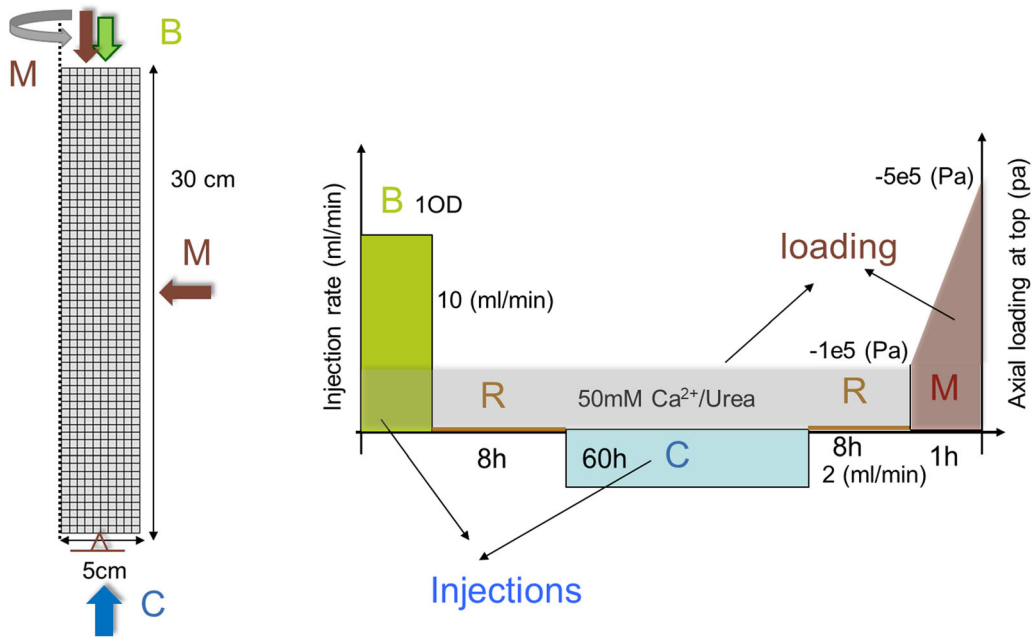 B
M
30 cm
M
5cm
C
Injection rate (ml/min)
B 1OD
10 (ml/min)
loading
-5e5 (Pa)
-1e5 (Pa)
Axial loading at top (pa)
R
50mM Ca²⁺/Urea
R
M
8h
60h
C
8h
2 (ml/min)
1h
Injections